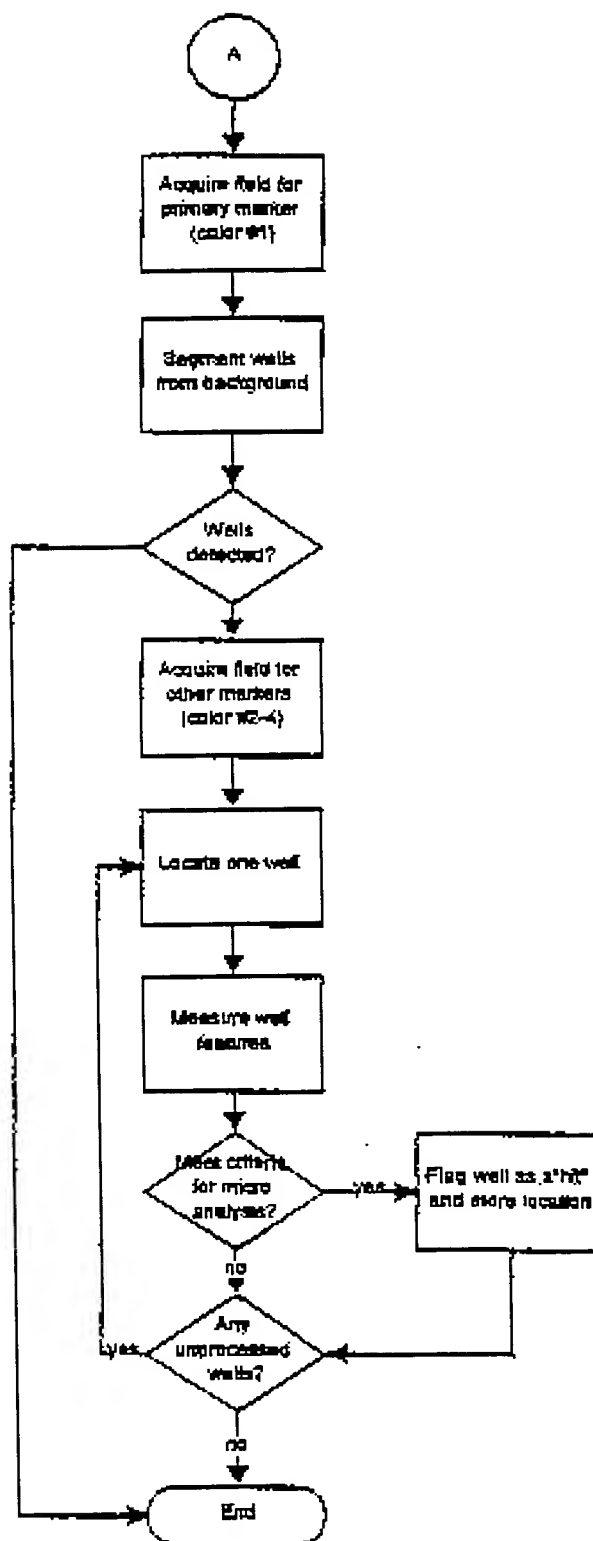 A
Acquire field for
primary marker
(color #1)
Segment wells
from background
Wells
detected?
Acquire field for
other markers
(color #2-4)
Locate one well
Measure well
features
Meet criteria
for micro
analysis?
yes
Flag well as a "hit"
and store location
no
Any
unprocessed
wells?
yes
no
End